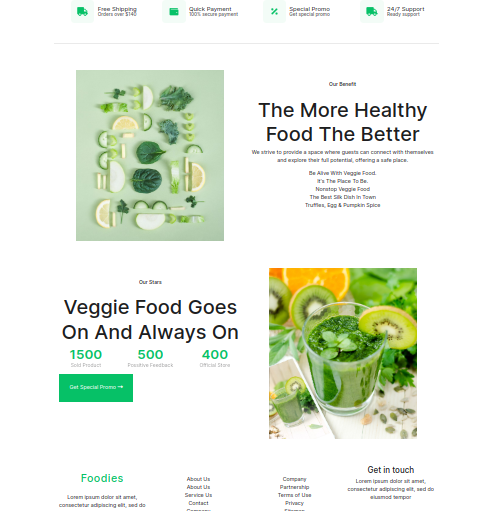 Free Shipping
Orders over $140
Quick Payment
100% secure payment
Special Promo
Get special promo
24/7 Support
Ready support
Our Benefit
The More Healthy
Food The Better
We strive to provide a space where guests can connect with themselves
and explore their full potential, offering a safe place.
Be Alive With Veggie Food.
It's The Place To Be.
Nonstop Veggie Food
The Best Silk Dish In Town
Truffles, Egg & Pumpkin Spice
Our Stars
Veggie Food Goes
On And Always On
1500
500
400
Sold Product
Feedback
Official Store
Get Special Promo →
Foodies
Lorem ipsum dolor sit amet,
consectetur adipiscing elit, sed do
About Us
About Us
Service Us
Contact
Company
Company
Partnership
Terms of Use
Privacy
Sitemap
Get in touch
Lorem ipsum dolor sit amet,
consectetur adipiscing elit, sed do
eiusmod tempor